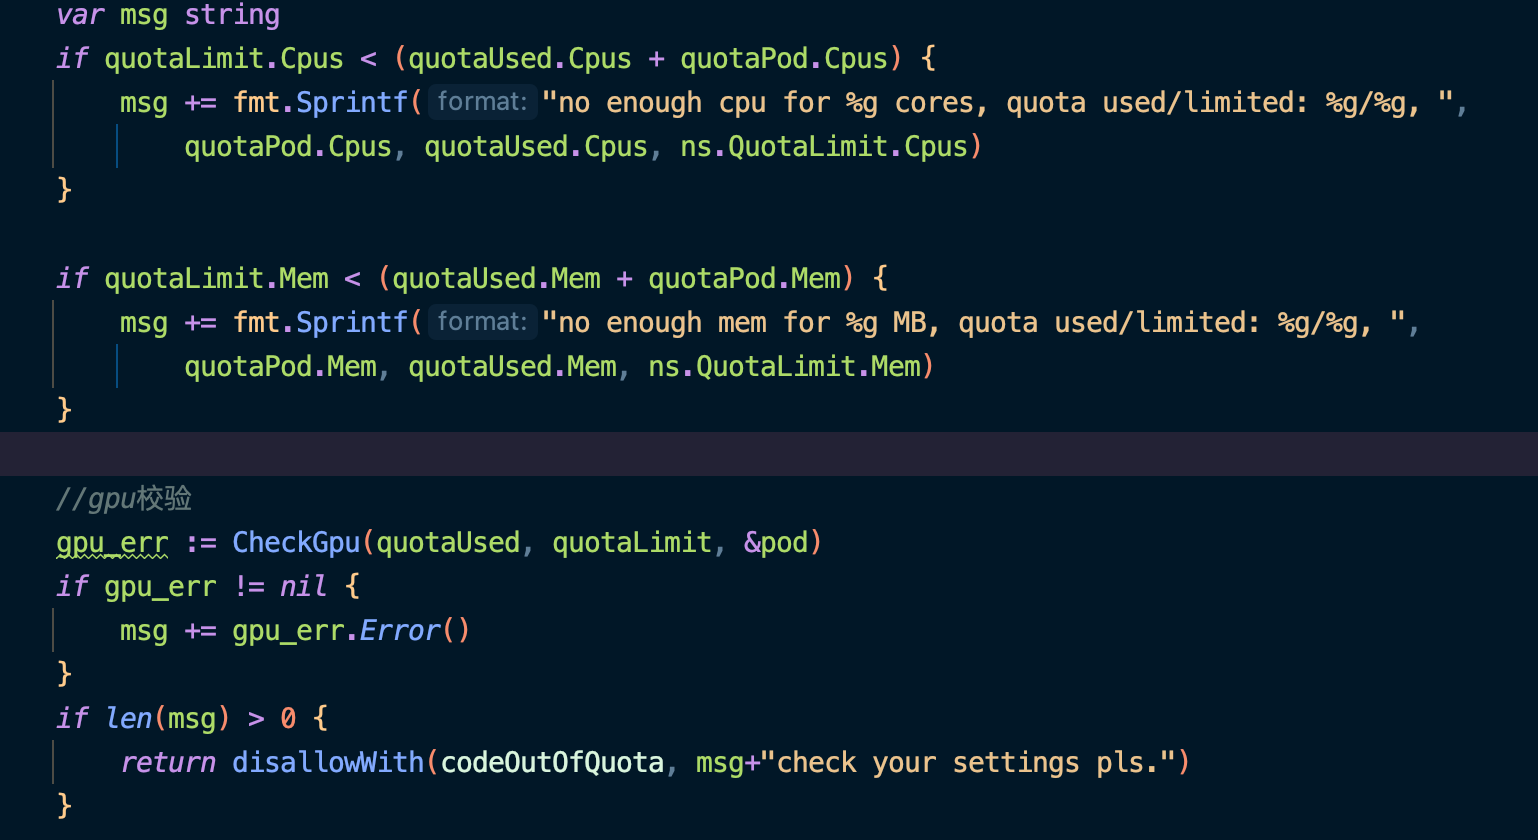 var msg string
if quotaLimit.Cpus < (quotaUsed.Cpus + quotaPod.Cpus) {
msg += fmt.Sprintf( format: "no enough cpu for %g cores, quota used/limited: %g/%g, ",
quotaPod.Cpus, quotaUsed.Cpus, ns.QuotaLimit.Cpus)
}
if quotaLimit.Mem < (quotaUsed.Mem + quotaPod.Mem) {
msg += fmt.Sprintf( format: "no enough mem for %g MB, quota used/limited: %g/%g, ",
quotaPod.Mem, quotaUsed.Mem, ns.QuotaLimit.Mem)
}
//gpu校验
gpu_err := CheckGpu(quotaUsed, quotaLimit, &pod)
if gpu_err != nil {
msg += gpu_err.Error()
}
if len(msg) > 0 {
return disallowWith(codeOutOfQuota, msg+"check your settings pls.")
}